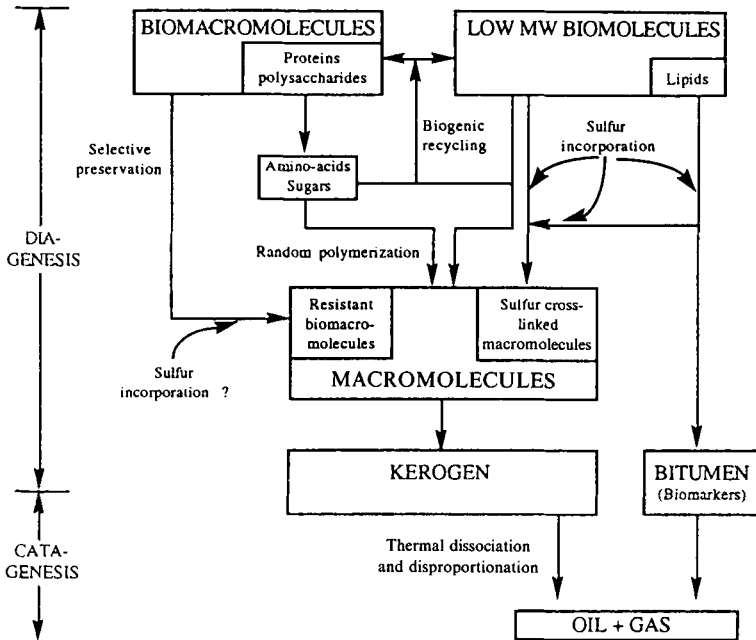 BIOMACROMOLECULES
Proteins
polysaccharides
LOW MW BIOMOLECULES
Lipids
Selective
preservation
Biogenic
recycling
Sulfur
incorporation
Amino-acids
Sugars
DIA-
GENESIS
Random polymerization
Resistant
biomacro-
molecules
Sulfur cross-
linked
macromolecules
MACROMOLECULES
Sulfur
incorporation ?
KEROGEN
BITUMEN
(Biomarkers)
CATA-
GENESIS
Thermal dissociation
and disproportionation
OIL + GAS